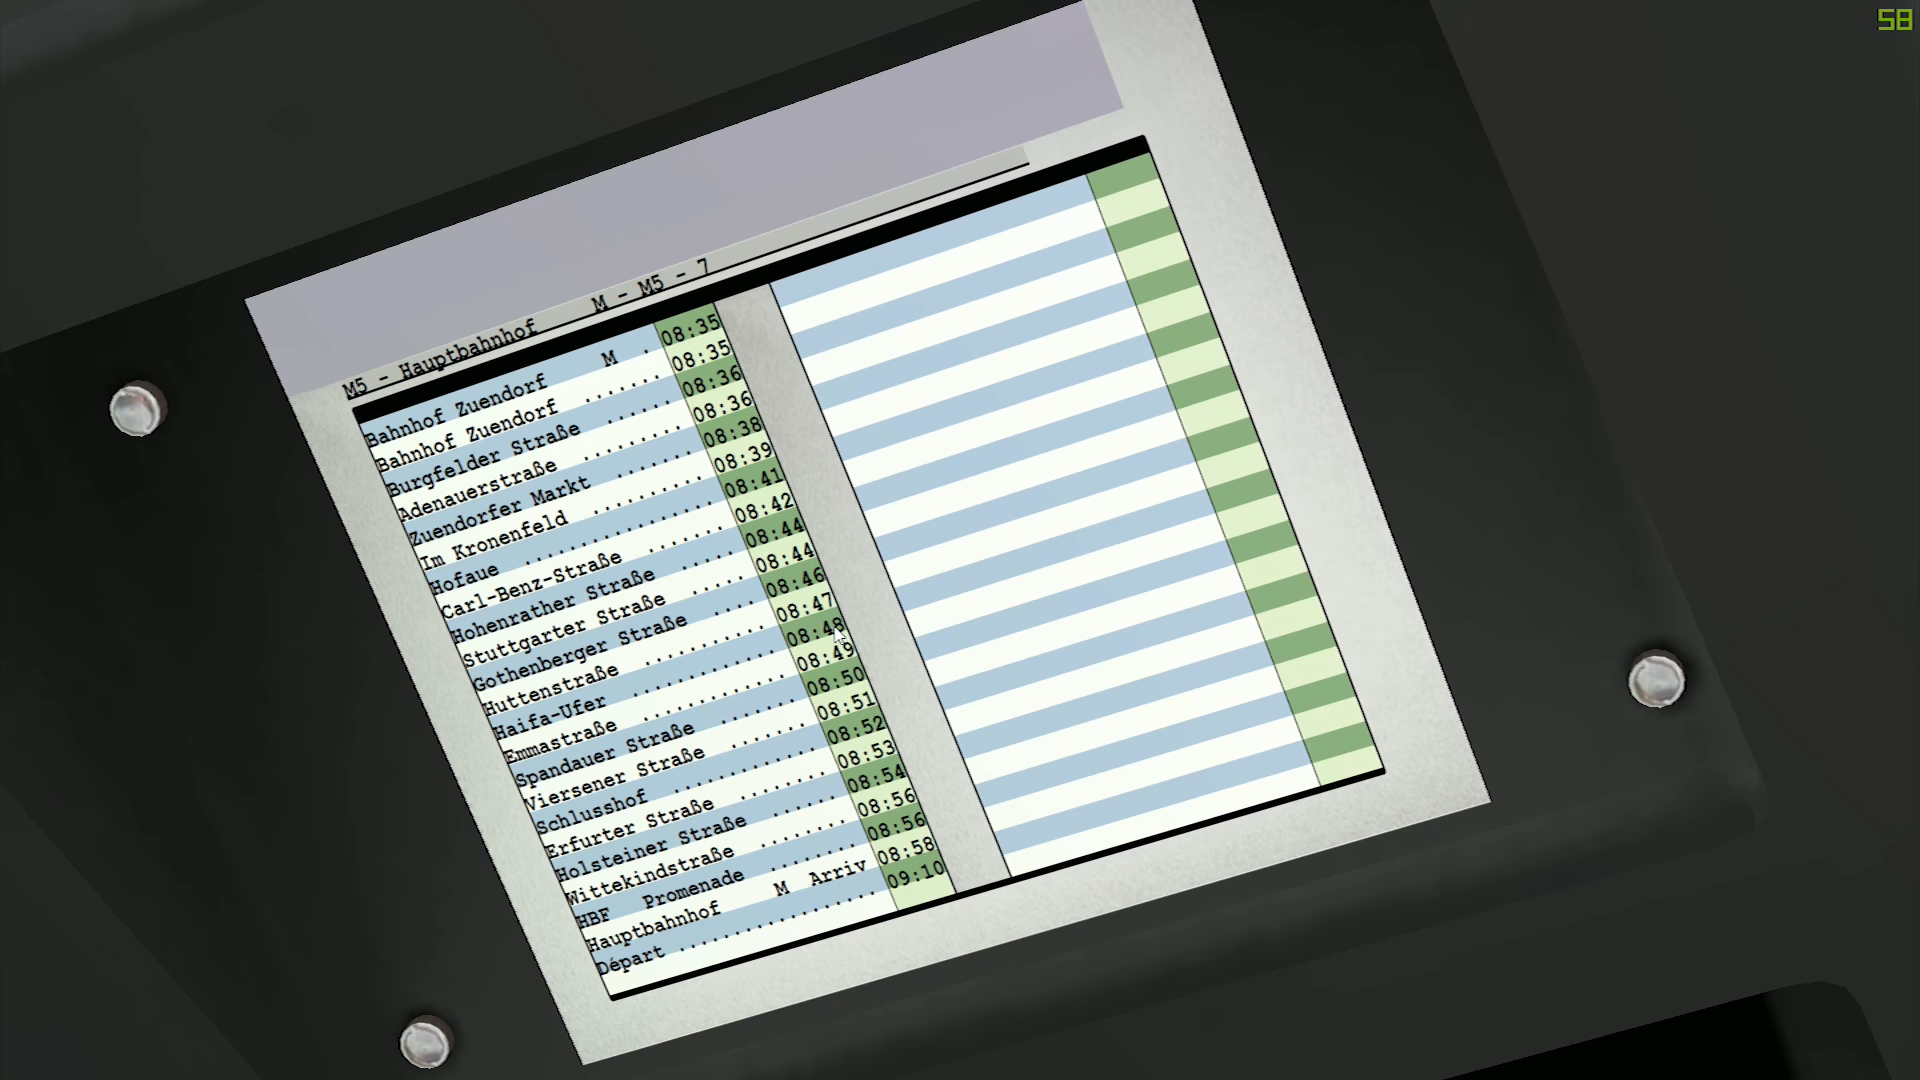 58
M5 - Hauptbahnhof M - M5 - 7
Bahnhof Zuendorf M . 08:35
Bahnhof Zuendorf ...... 08:35
Burgfelder Straße ...... 08:36
Adenauerstraße ........ 08:36
Zuendorfer Markt ...... 08:38
Im Kronenfeld ......... 08:39
Hofaue ................ 08:41
Carl-Benz-Straße ...... 08:42
Hohenrather Straße .... 08:44
Stuttgarter Straße .... 08:44
Gothenberger Straße ... 08:46
Huttenstraße .......... 08:47
Haifa-Ufer ............ 08:48
Emmastraße ............ 08:49
Spandauer Straße ...... 08:50
Viersener Straße ...... 08:51
Schlusshof ............ 08:52
Erfurter Straße ....... 08:53
Holsteiner Straße ..... 08:54
Wittekindstraße ....... 08:56
HBF Promenade ....... 08:56
Hauptbahnhof M Arriv 08:58
Départ ................ 09:10